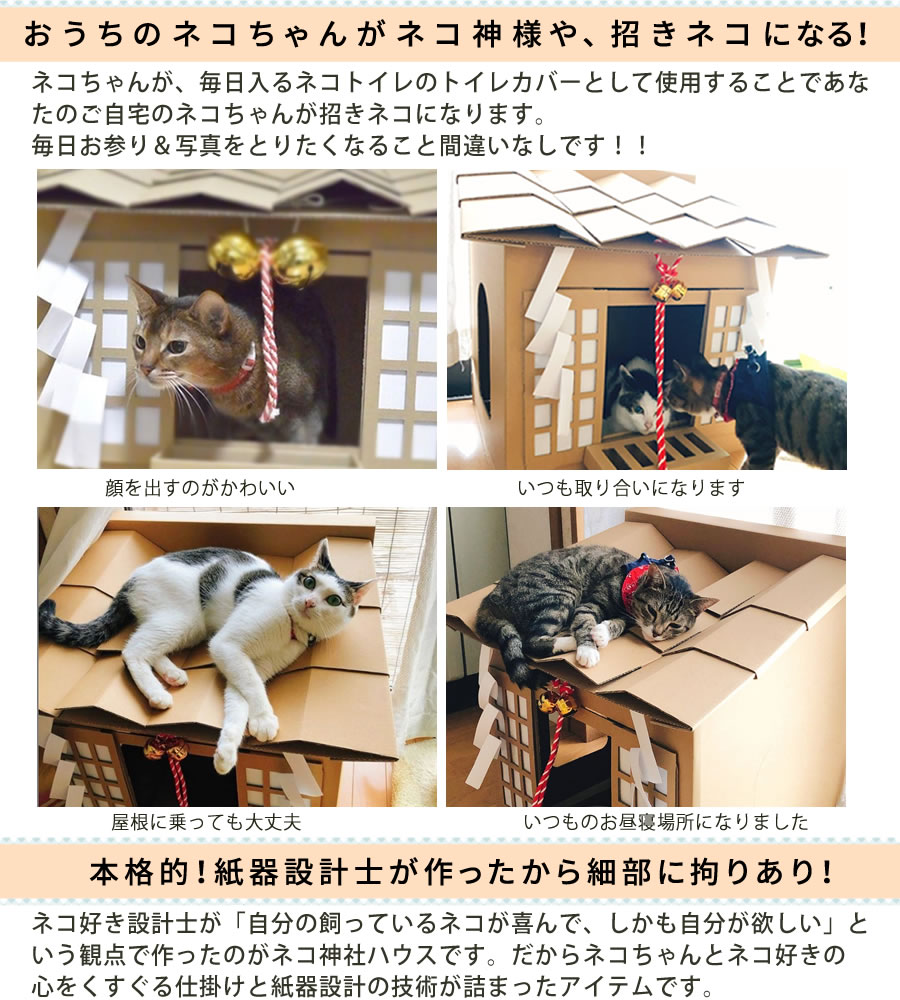 おうちのネコちゃんがネコ神様や、招きネコになる！
ネコちゃんが、毎日入るネコトイレのトイレカバーとして使用することであな
たのご自宅のネコちゃんが招きネコになります。
毎日お参り＆写真をとりたくなること間違いなしです！！
顔を出すのがかわいい
いつも取り合いになります
屋根に乗っても大丈夫
いつものお昼寝場所になりました
本格的！紙器設計士が作ったから細部に拘りあり！
ネコ好き設計士が「自分の飼っているネコが喜んで、しかも自分が欲しい」と
いう観点で作ったのがネコ神社ハウスです。だからネコちゃんとネコ好きの
心をくすぐる仕掛けと紙器設計の技術が詰まったアイテムです。